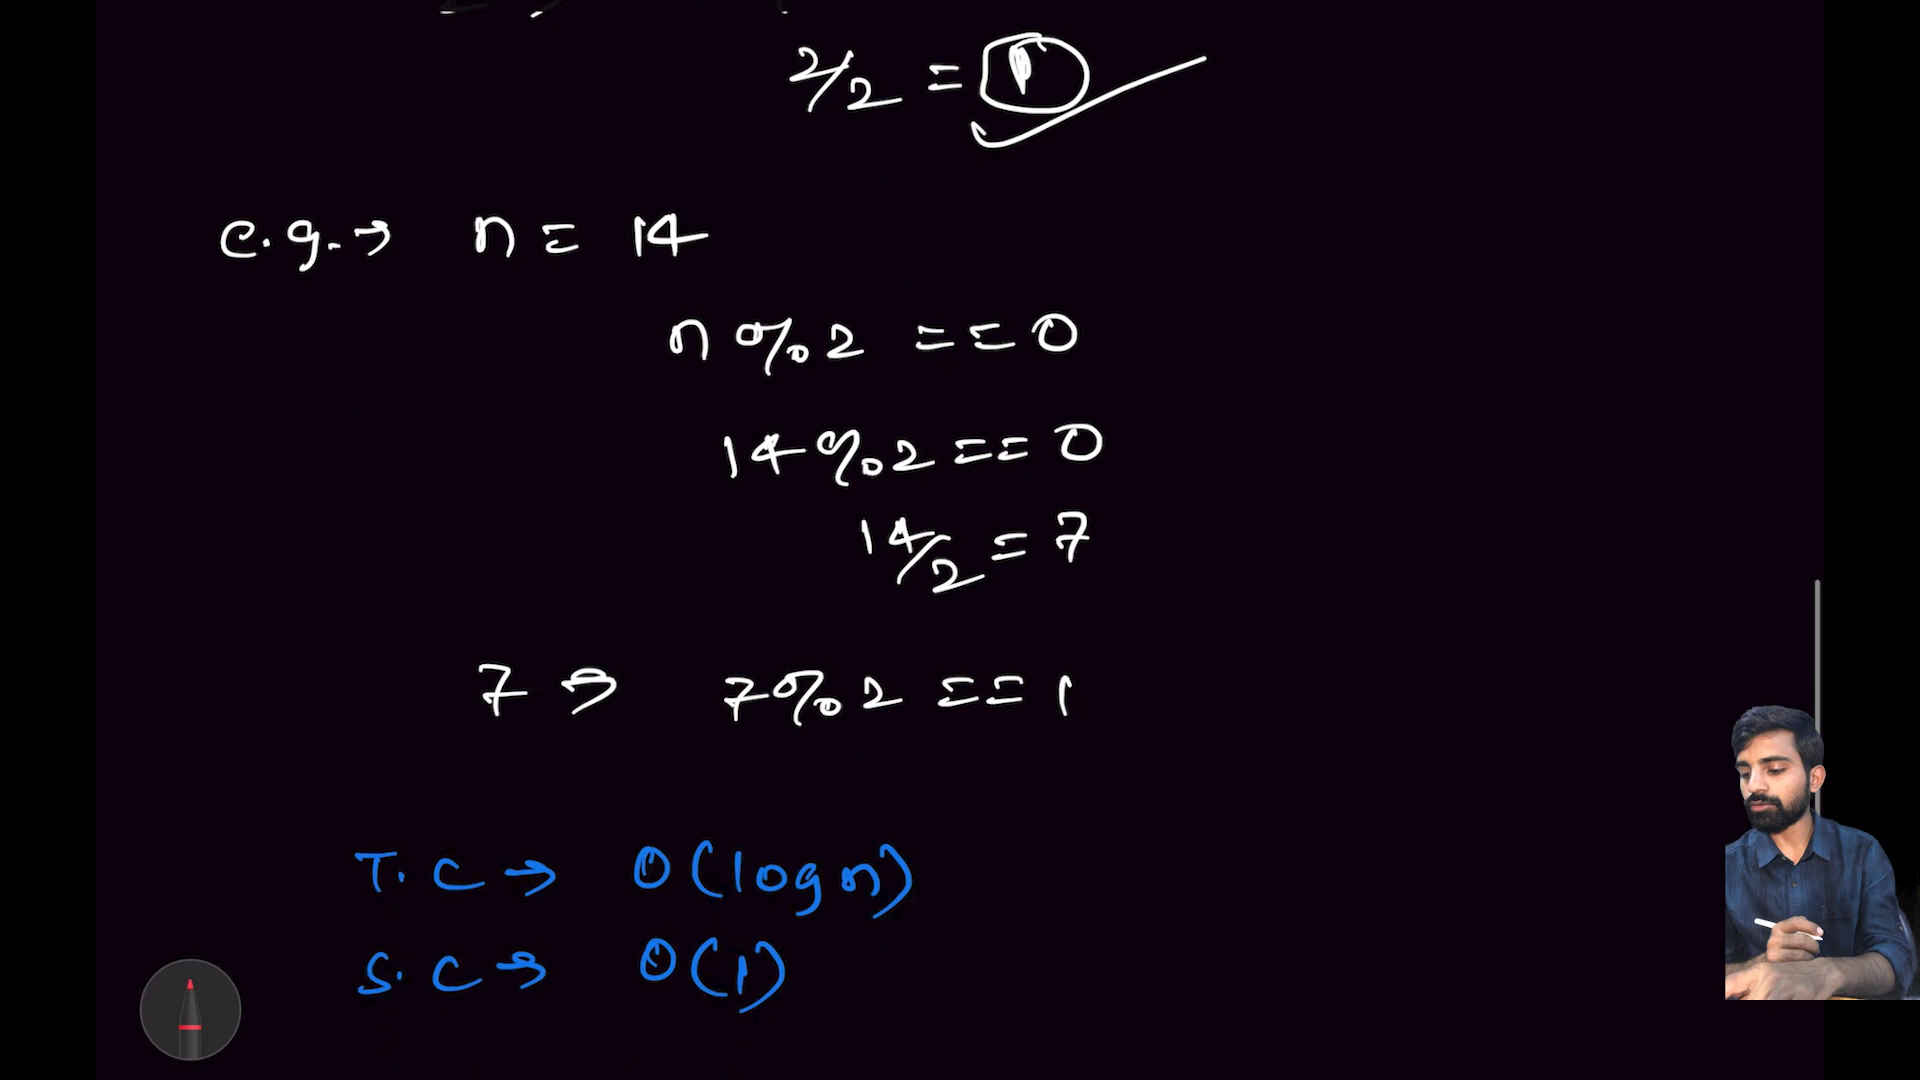 2/2 = 1
e.g. → n = 14
n % 2 == 0
14 % 2 == 0
14/2 = 7
7 → 7 % 2 == 1
T.C → O(log n)
S.C → O(1)